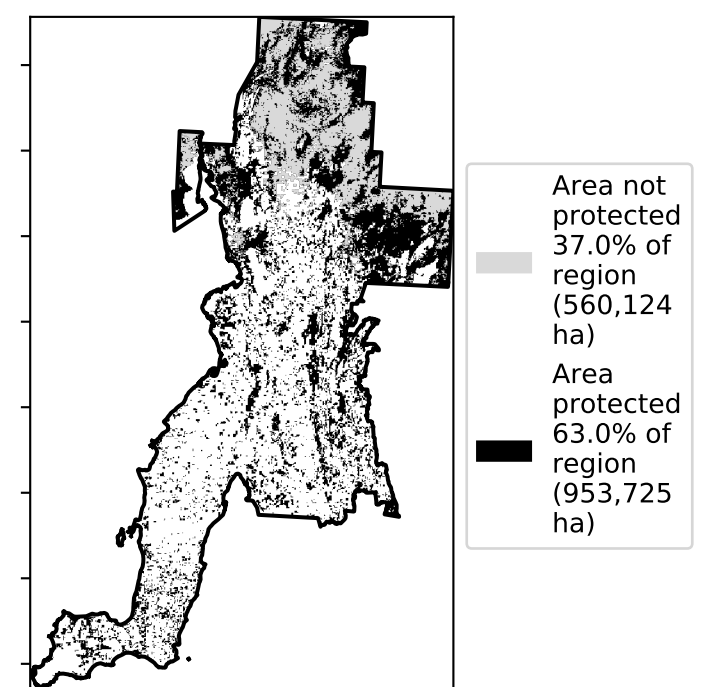 Area not
protected
37.0% of
region
(560,124
ha)
Area
protected
63.0% of
region
(953,725
ha)